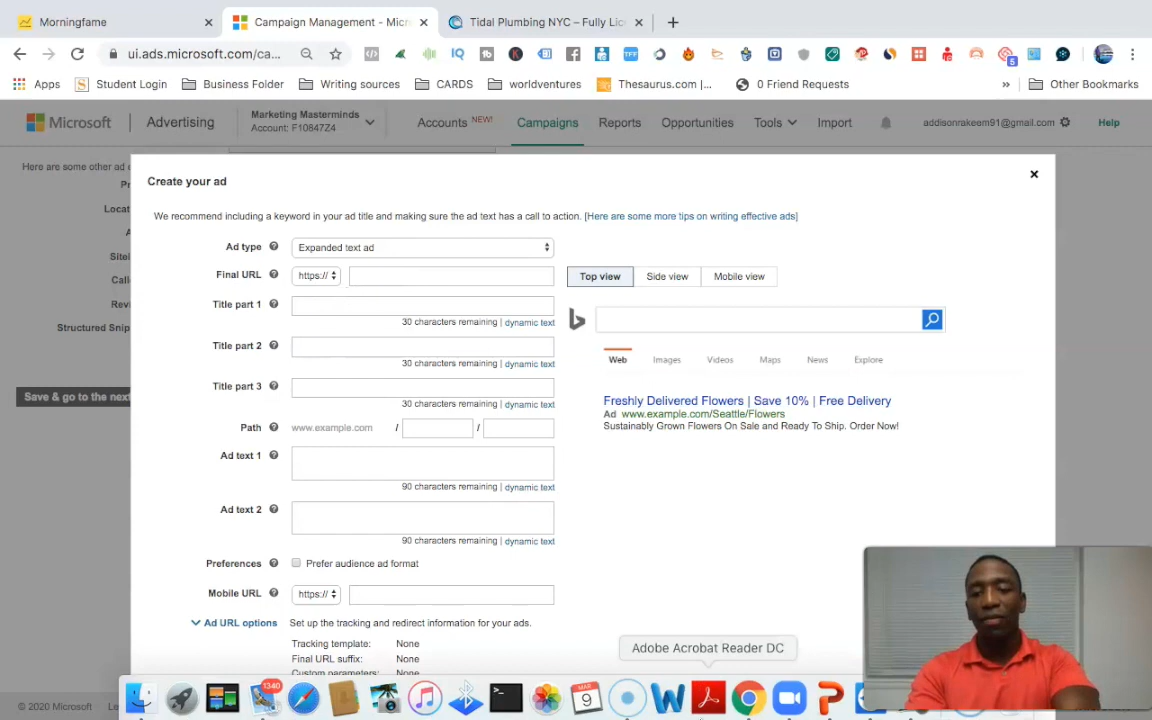 Morningfame × Campaign Management - Micr × Tidal Plumbing NYC – Fully Lic × +
ui.ads.microsoft.com/ca...
Apps Student Login Business Folder Writing sources CARDS worldventures Thesaurus.com |... 0 Friend Requests » Other Bookmarks
Microsoft | Advertising Marketing Masterminds Account: F10847Z4 Accounts NEW! Campaigns Reports Opportunities Tools Import addisonrakeem91@gmail.com Help
Here are some other ad e
Pr
Locat
A
Sitel
Call
Rev
Structured Snip
Save & go to the next
Create your ad ×
We recommend including a keyword in your ad title and making sure the ad text has a call to action. [Here are some more tips on writing effective ads]
Ad type Expanded text ad
Final URL https:// Top view Side view Mobile view
Title part 1
30 characters remaining | dynamic text
Title part 2
30 characters remaining | dynamic text
Title part 3
30 characters remaining | dynamic text
Path www.example.com / /
Ad text 1
90 characters remaining | dynamic text
Ad text 2
90 characters remaining | dynamic text
Web Images Videos Maps News Explore
Freshly Delivered Flowers | Save 10% | Free Delivery
Ad www.example.com/Seattle/Flowers
Sustainably Grown Flowers On Sale and Ready To Ship. Order Now!
Preferences Prefer audience ad format
Mobile URL https://
Ad URL options Set up the tracking and redirect information for your ads.
Tracking template: None
Final URL suffix: None
Custom parameters: None
Adobe Acrobat Reader DC
1340
MAR
9
© 2020 Microsoft